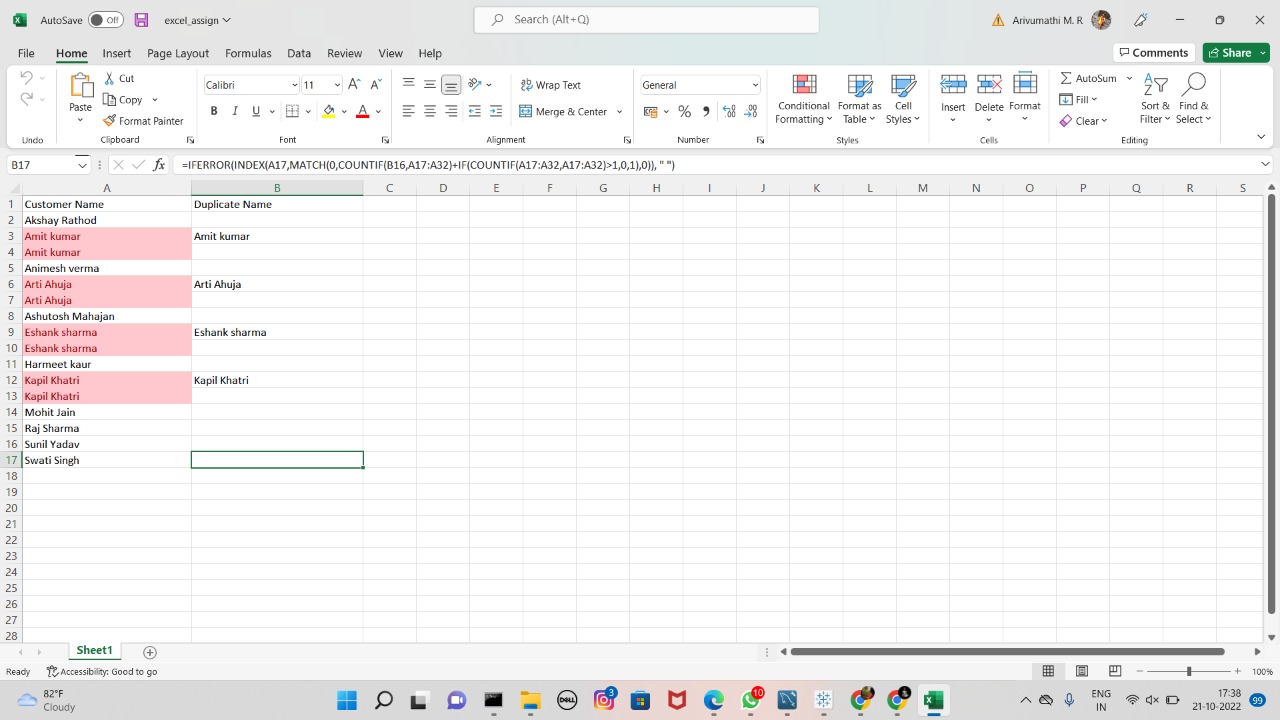 AutoSave Off excel_assign Search (Alt+Q) Arivumathi M. R
File Home Insert Page Layout Formulas Data Review View Help Comments Share
Paste Cut Copy Format Painter
Calibri 11 B I U A A A
ab Wrap Text Merge & Center
General % , 
Conditional Formatting Format as Table Cell Styles
Insert Delete Format
AutoSum Fill Clear Sort & Filter Find & Select
Undo Clipboard Font Alignment Number Styles Cells Editing
B17 fx =IFERROR(INDEX(A17,MATCH(0,COUNTIF(B16,A17:A32)+IF(COUNTIF(A17:A32,A17:A32)>1,0,1),0)), " ")
A B C D E F G H I J K L M N O P Q R S
1 Customer Name Duplicate Name
2 Akshay Rathod
3 Amit kumar Amit kumar
4 Amit kumar
5 Animesh verma
6 Arti Ahuja Arti Ahuja
7 Arti Ahuja
8 Ashutosh Mahajan
9 Eshank sharma Eshank sharma
10 Eshank sharma
11 Harmeet kaur
12 Kapil Khatri Kapil Khatri
13 Kapil Khatri
14 Mohit Jain
15 Raj Sharma
16 Sunil Yadav
17 Swati Singh
18
19
20
21
22
23
24
25
26
27
28
Sheet1
Ready Accessibility: Good to go 100%
82°F Cloudy DELL 3 10 ENG IN 17:38 21-10-2022 99